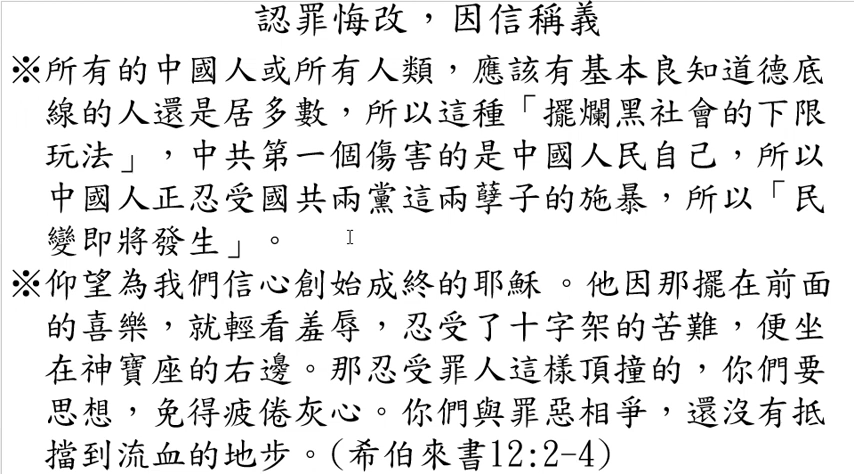 認罪悔改，因信稱義
※所有的中國人或所有人類，應該有基本良知道德底
線的人還是居多數，所以這種「擺爛黑社會的下限
玩法」，中共第一個傷害的是中國人民自己，所以
中國人正忍受國共兩黨這兩孽子的施暴，所以「民
變即將發生」。
※仰望為我們信心創始成終的耶穌 。他因那擺在前面
的喜樂，就輕看羞辱，忍受了十字架的苦難，便坐
在神寶座的右邊。那忍受罪人這樣頂撞的，你們要
思想，免得疲倦灰心。你們與罪惡相爭，還沒有抵
擋到流血的地步。(希伯來書12:2-4)